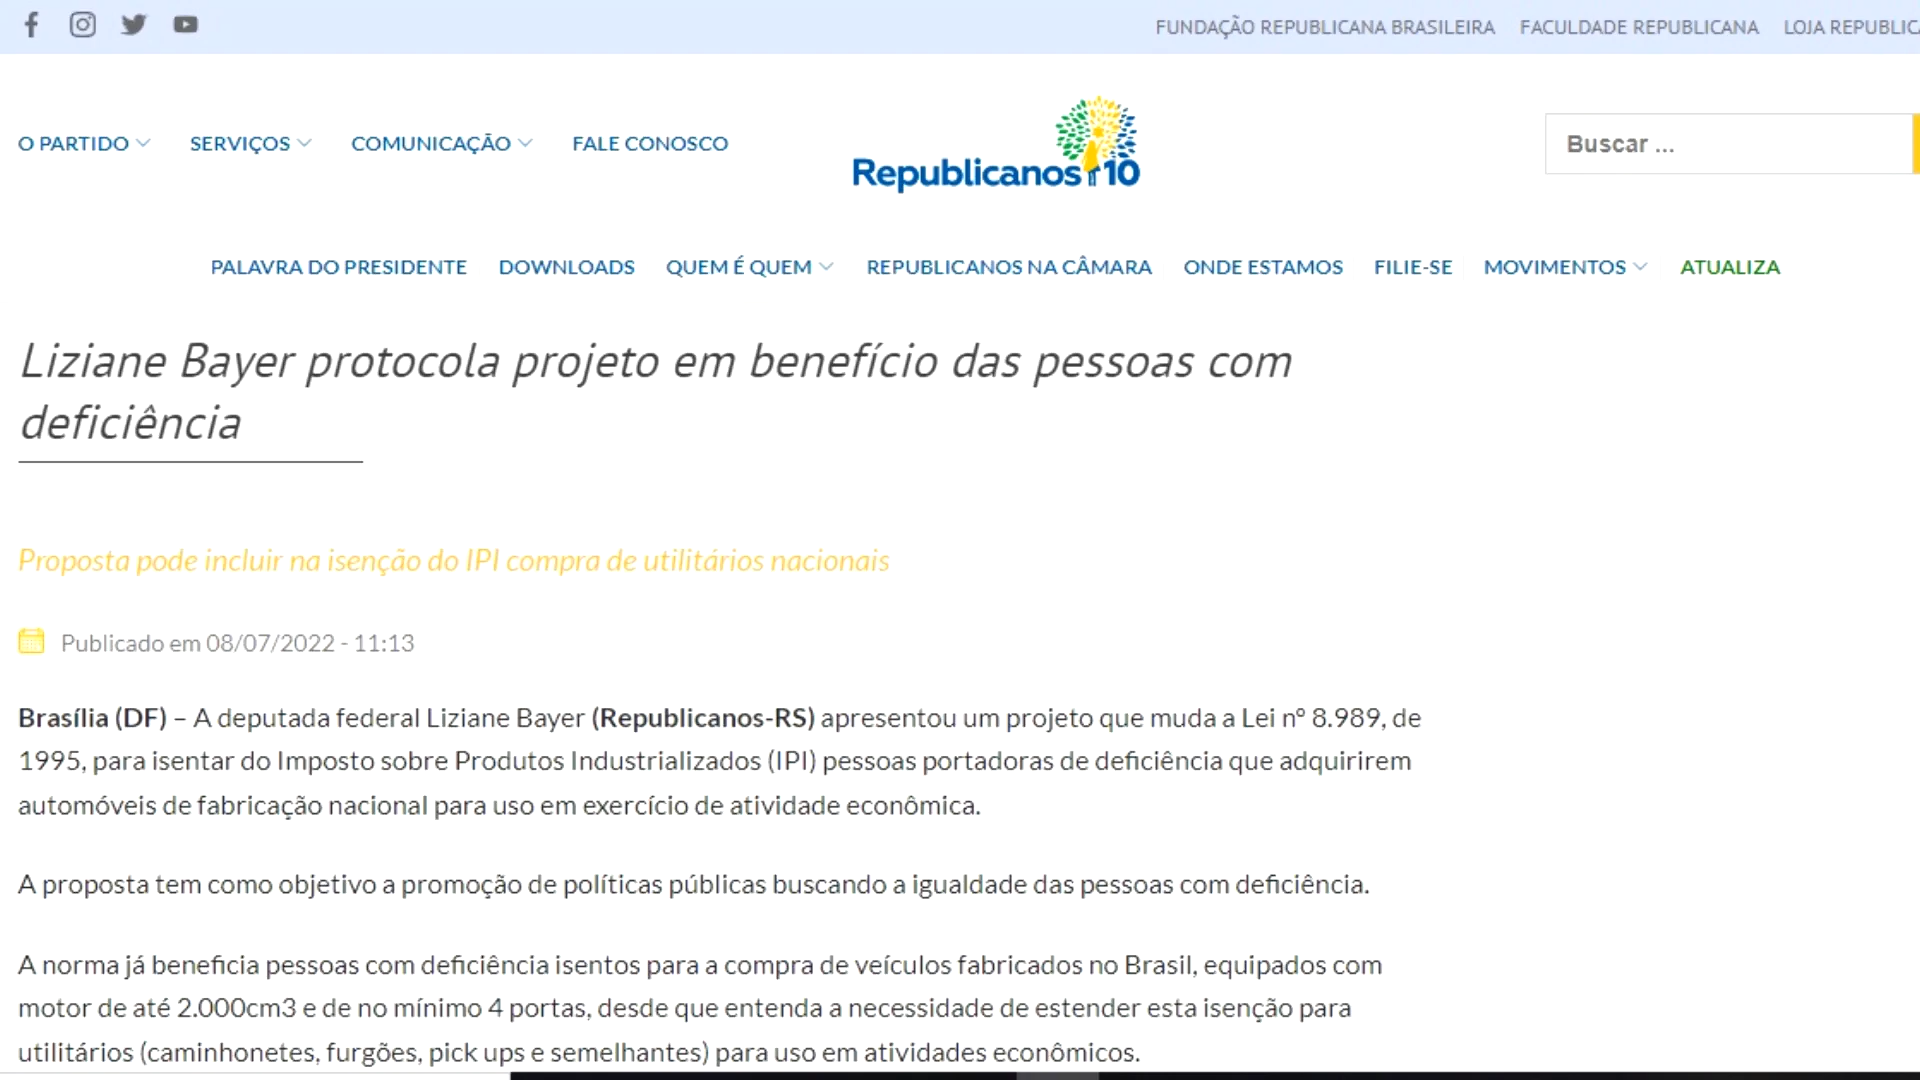 FUNDAÇÃO REPUBLICANA BRASILEIRA FACULDADE REPUBLICANA LOJA REPUBLICA
O PARTIDO SERVIÇOS COMUNICAÇÃO FALE CONOSCO
Republicanos 10
Buscar ...
PALAVRA DO PRESIDENTE DOWNLOADS QUEM É QUEM REPUBLICANOS NA CÂMARA ONDE ESTAMOS FILIE-SE MOVIMENTOS ATUALIZA
Liziane Bayer protocola projeto em benefício das pessoas com
deficiência
Proposta pode incluir na isenção do IPI compra de utilitários nacionais
Publicado em 08/07/2022 - 11:13
Brasília (DF) – A deputada federal Liziane Bayer (Republicanos-RS) apresentou um projeto que muda a Lei nº 8.989, de
1995, para isentar do Imposto sobre Produtos Industrializados (IPI) pessoas portadoras de deficiência que adquirirem
automóveis de fabricação nacional para uso em exercício de atividade econômica.
A proposta tem como objetivo a promoção de políticas públicas buscando a igualdade das pessoas com deficiência.
A norma já beneficia pessoas com deficiência isentos para a compra de veículos fabricados no Brasil, equipados com
motor de até 2.000cm3 e de no mínimo 4 portas, desde que entenda a necessidade de estender esta isenção para
utilitários (caminhonetes, furgões, pick ups e semelhantes) para uso em atividades econômicos.